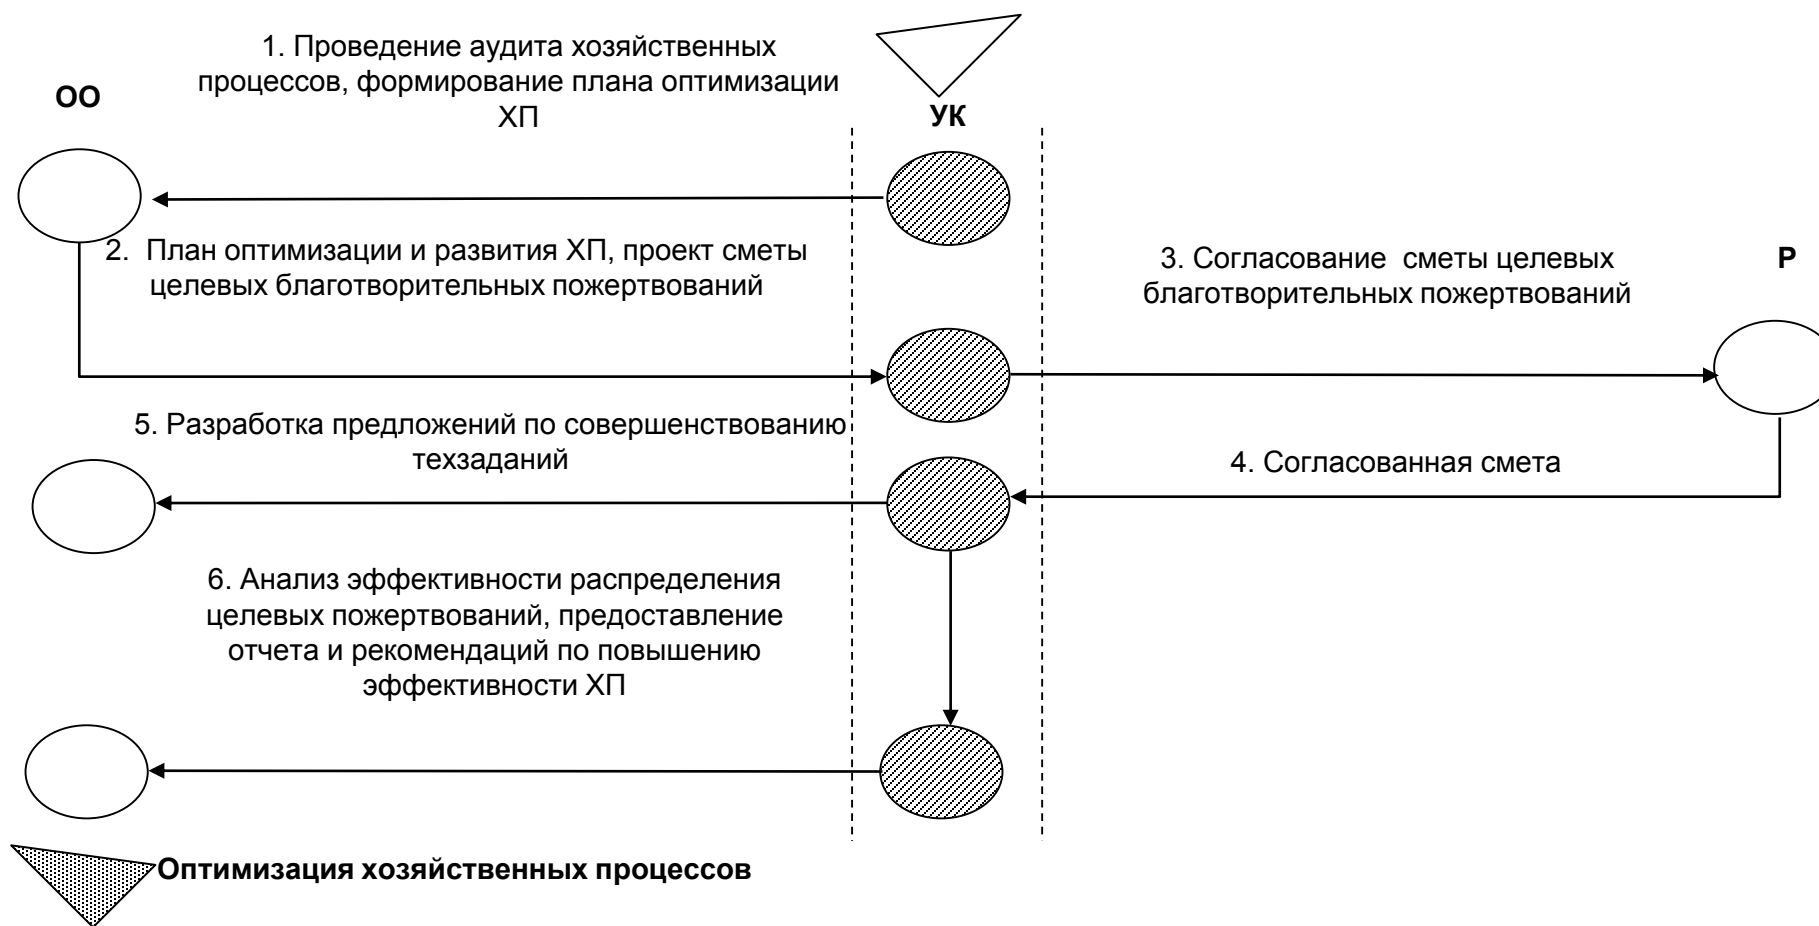 1. Проведение аудита хозяйственных
процессов, формирование плана оптимизации
ХП
ОО
УК
2. План оптимизации и развития ХП, проект сметы
целевых благотворительных пожертвований
3. Согласование сметы целевых
благотворительных пожертвований
Р
5. Разработка предложений по совершенствованию
техзаданий
4. Согласованная смета
6. Анализ эффективности распределения
целевых пожертвований, предоставление
отчета и рекомендаций по повышению
эффективности ХП
Оптимизация хозяйственных процессов